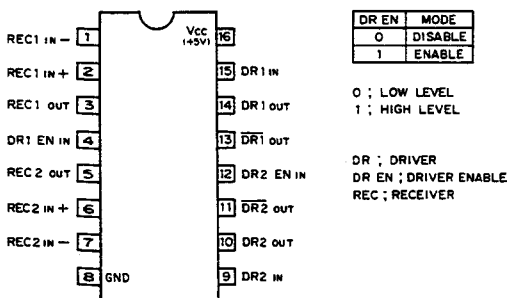 REC1 IN – 1
REC1 IN + 2
REC1 OUT 3
DR1 EN IN 4
REC2 OUT 5
REC2 IN + 6
REC2 IN – 7
8 GND
Vcc (+5V) 16
15 DR1 IN
14 DR1 OUT
13 D̅R̅1̅ OUT
12 DR2 EN IN
11 D̅R̅2̅ OUT
10 DR2 OUT
9 DR2 IN
DR EN MODE
0 DISABLE
1 ENABLE
0 ; LOW LEVEL
1 ; HIGH LEVEL
DR ; DRIVER
DR EN ; DRIVER ENABLE
REC ; RECEIVER